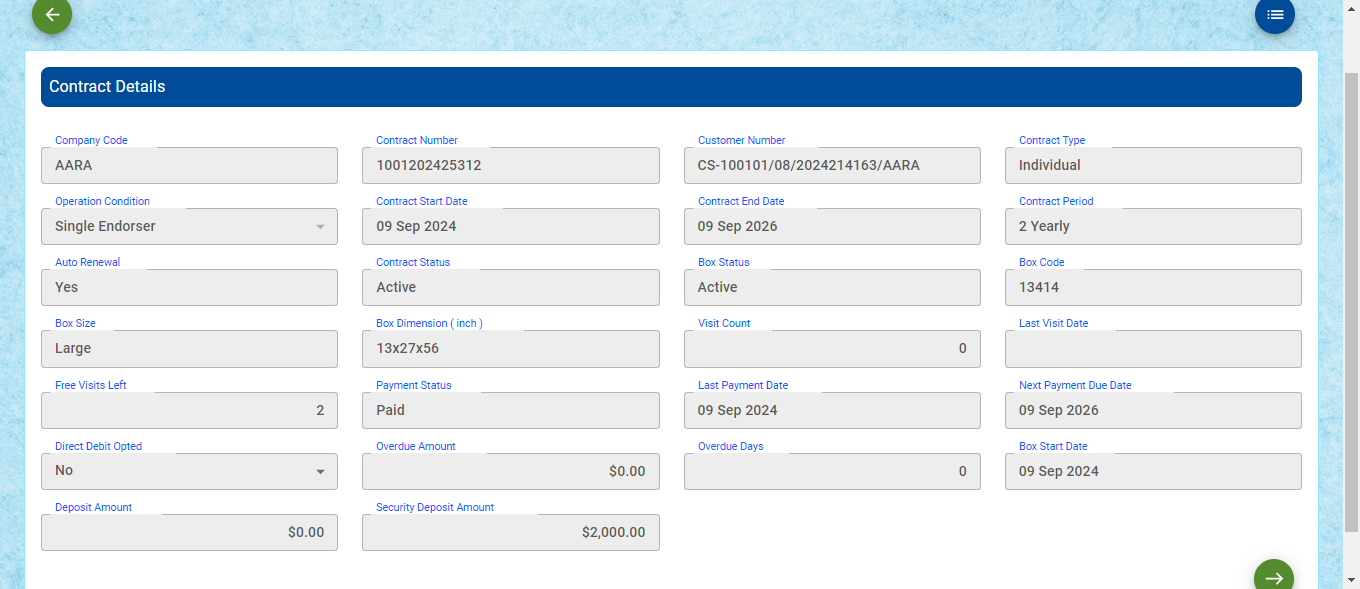 Contract Details
Company Code
Contract Number
Customer Number
Contract Type
AARA
1001202425312
CS-100101/08/2024214163/AARA
Individual
Operation Condition
Contract Start Date
Contract End Date
Contract Period
Single Endorser
09 Sep 2024
09 Sep 2026
2 Yearly
Auto Renewal
Contract Status
Box Status
Box Code
Yes
Active
Active
13414
Box Size
Box Dimension ( inch )
Visit Count
Last Visit Date
Large
13x27x56
0
Free Visits Left
Payment Status
Last Payment Date
Next Payment Due Date
2
Paid
09 Sep 2024
09 Sep 2026
Direct Debit Opted
Overdue Amount
Overdue Days
Box Start Date
No
$0.00
0
09 Sep 2024
Deposit Amount
Security Deposit Amount
$0.00
$2,000.00